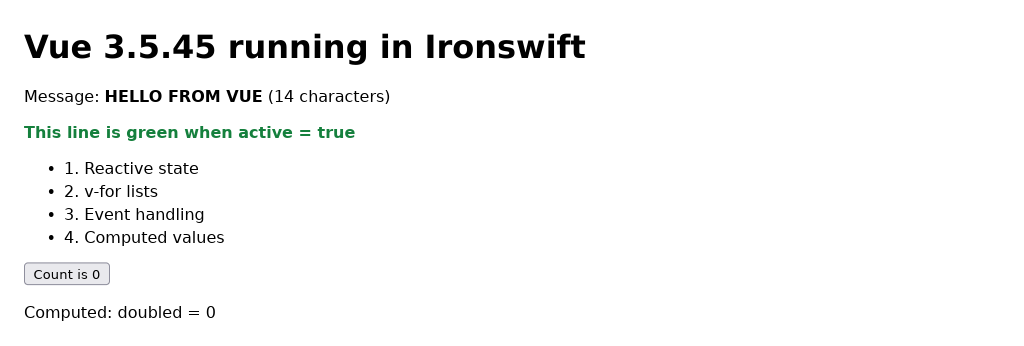 Vue 3.5.45 running in Ironswift
Message: HELLO FROM VUE (14 characters)
This line is green when active = true
• 1. Reactive state
• 2. v-for lists
• 3. Event handling
• 4. Computed values
Count is 0
Computed: doubled = 0